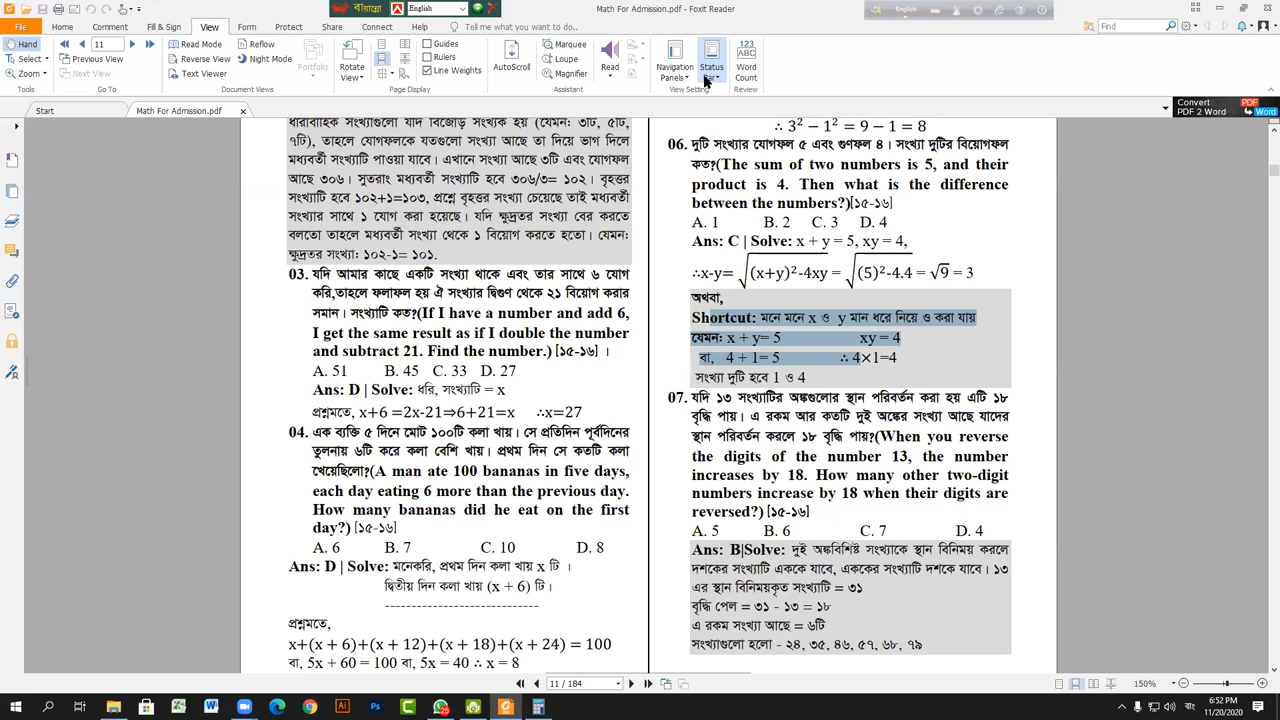 বাঁয়ান্নো English Math For Admission.pdf - Foxit Reader English
File Home Comment View Form Protect Share Connect Help Tell me what you want to do... Find
Hand 11 Read Mode Reflow Guides Marquee 123
Select Previous View Reverse View Night Mode Rulers Loupe ABC
Zoom Next View Text Viewer Portfolio Rotate View Line Weights AutoScroll Magnifier Read Navigation Panels Status Bar Word Count
Tools Go To Document Views Page Display Assistant View Setting Review
Start Math For Admission.pdf Convert PDF
PDF 2 Word Word
ধারাবাহিক সংখ্যাগুলো যদি বিজোড় সংখ্যক হয় (যেমন: ৩টি, ৫টি,
৭টি), তাহলে যোগফলকে যতগুলো সংখ্যা আছে তা দিয়ে ভাগ দিলে
মধ্যবর্তী সংখ্যাটি পাওয়া যাবে। এখানে সংখ্যা আছে ৩টি এবং যোগফল
আছে ৩০৬। সুতরাং মধ্যবর্তী সংখ্যাটি হবে ৩০৬/৩= ১০২। বৃহত্তর
সংখ্যাটি হবে ১০২+১=১০৩, প্রশ্নে বৃহত্তর সংখ্যা চেয়েছে তাই মধ্যবর্তী
সংখ্যার সাথে ১ যোগ করা হয়েছে। যদি ক্ষুদ্রতর সংখ্যা বের করতে
বলতো তাহলে মধ্যবর্তী সংখ্যা থেকে ১ বিয়োগ করতে হতো। যেমন:
ক্ষুদ্রতর সংখ্যা: ১০২-১= ১০১.
03. যদি আমার কাছে একটি সংখ্যা থাকে এবং তার সাথে ৬ যোগ
করি,তাহলে ফলাফল হয় ঐ সংখ্যার দ্বিগুণ থেকে ২১ বিয়োগ করার
সমান। সংখ্যাটি কত?(If I have a number and add 6,
I get the same result as if I double the number
and subtract 21. Find the number.) [১৫-১৬] ।
A. 51 B. 45 C. 33 D. 27
Ans: D | Solve: ধরি, সংখ্যাটি = x
প্রশ্নমতে, x+6 =2x-21⇒6+21=x ∴x=27
04. এক ব্যক্তি ৫ দিনে মোট ১০০টি কলা খায়। সে প্রতিদিন পূর্বদিনের
তুলনায় ৬টি করে কলা বেশি খায়। প্রথম দিন সে কতটি কলা
খেয়েছিলো?(A man ate 100 bananas in five days,
each day eating 6 more than the previous day.
How many bananas did he eat on the first
day?) [১৫-১৬]
A. 6 B. 7 C. 10 D. 8
Ans: D | Solve: মনেকরি, প্রথম দিন কলা খায় x টি ।
দ্বিতীয় দিন কলা খায় (x + 6) টি।
----------------------------
প্রশ্নমতে,
x+(x + 6)+(x + 12)+(x + 18)+(x + 24) = 100
বা, 5x + 60 = 100 বা, 5x = 40 ∴ x = 8
∴ 3² − 1² = 9 − 1 = 8
06. দুটি সংখ্যার যোগফল ৫ এবং গুণফল ৪। সংখ্যা দুটির বিয়োগফল
কত?(The sum of two numbers is 5, and their
product is 4. Then what is the difference
between the numbers?)[১৫-১৬]
A. 1 B. 2 C. 3 D. 4
Ans: C | Solve: x + y = 5, xy = 4,
∴x-y= √(x+y)²-4xy = √(5)²-4.4 = √9 = 3
অথবা,
Shortcut: মনে মনে x ও y মান ধরে নিয়ে ও করা যায়
যেমন: x + y= 5 xy = 4
বা, 4 + 1= 5 ∴ 4×1=4
সংখ্যা দুটি হবে 1 ও 4
07. যদি ১৩ সংখ্যাটির অঙ্কগুলোর স্থান পরিবর্তন করা হয় এটি ১৮
বৃদ্ধি পায়। এ রকম আর কতটি দুই অঙ্কের সংখ্যা আছে যাদের
স্থান পরিবর্তন করলে ১৮ বৃদ্ধি পায়?(When you reverse
the digits of the number 13, the number
increases by 18. How many other two-digit
numbers increase by 18 when their digits are
reversed?) [১৫-১৬]
A. 5 B. 6 C. 7 D. 4
Ans: B|Solve: দুই অঙ্কবিশিষ্ট সংখ্যাকে স্থান বিনিময় করলে
দশকের সংখ্যাটি এককে যাবে, এককের সংখ্যাটি দশকে যাবে। ১৩
এর স্থান বিনিময়কৃত সংখ্যাটি = ৩১
বৃদ্ধি পেল = ৩১ - ১৩ = ১৮
এ রকম সংখ্যা আছে = ৬টি
সংখ্যাগুলো হলো - ২৪, ৩৫, ৪৬, ৫৭, ৬৮, ৭৯
11 / 184 150%
25 বাং 6:52 PM
11/20/2020